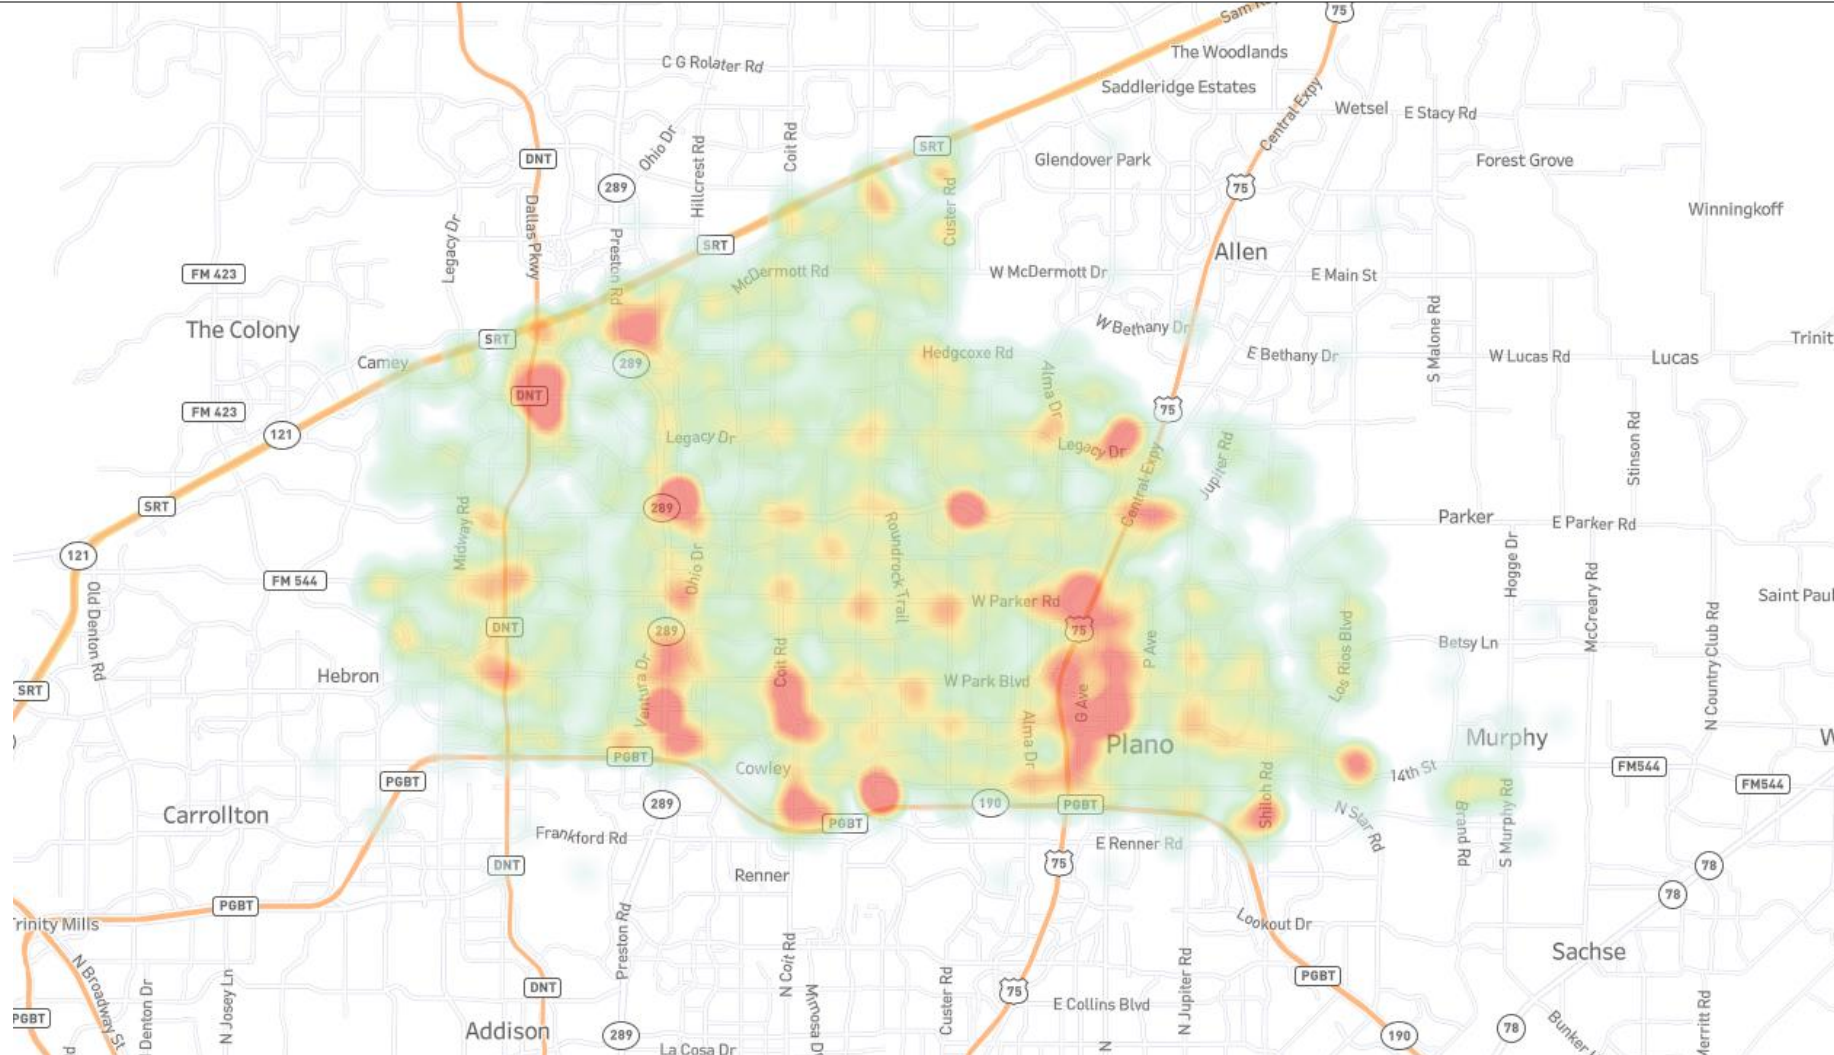 75
The Woodlands
C G Rolater Rd
Saddleridge Estates
Central Expy
Wetsel
E Stacy Rd
Ohio Dr
Hillcrest Rd
Coit Rd
SRT
DNT
Glendover Park
Forest Grove
289
75
Custer Rd
Winningkoff
Legacy Dr
Dallas Pkwy
Preston Rd
SRT
Allen
FM 423
McDermott Rd
W McDermott Dr
E Main St
The Colony
SRT
W Bethany Dr
S Malone Rd
Camey
289
Hedgcoxe Rd
E Bethany Dr
W Lucas Rd
Lucas
DNT
Alma Dr
FM 423
75
121
Legacy Dr
Legacy Dr
Jupiter Rd
Stinson Rd
Central Expy
SRT
289
Parker
E Parker Rd
Midway Rd
Roundrock Trail
121
Hogge Dr
FM 544
Ohio Dr
Old Denton Rd
W Parker Rd
McCreary Rd
N Country Club Rd
DNT
289
75
P Ave
Los Rios Blvd
Betsy Ln
Hebron
Ventura Dr
Coit Rd
W Park Blvd
G Ave
SRT
Alma Dr
Plano
Murphy
PGBT
Cowley
14th St
FM544
FM544
PGBT
Carrollton
289
PGBT
190
PGBT
Shiloh Rd
N Star Rd
Brand Rd
S Murphy Rd
Frankford Rd
E Renner Rd
DNT
Renner
75
78
78
PGBT
Trinity Mills
Lookout Dr
Preston Rd
N Coit Rd
Sachse
N Broadway St
Denton Dr
N Josey Ln
DNT
Custer Rd
75
E Collins Blvd
N Jupiter Rd
PGBT
PGBT
Addison
289
La Cosa Dr
190
78
Merritt Rd